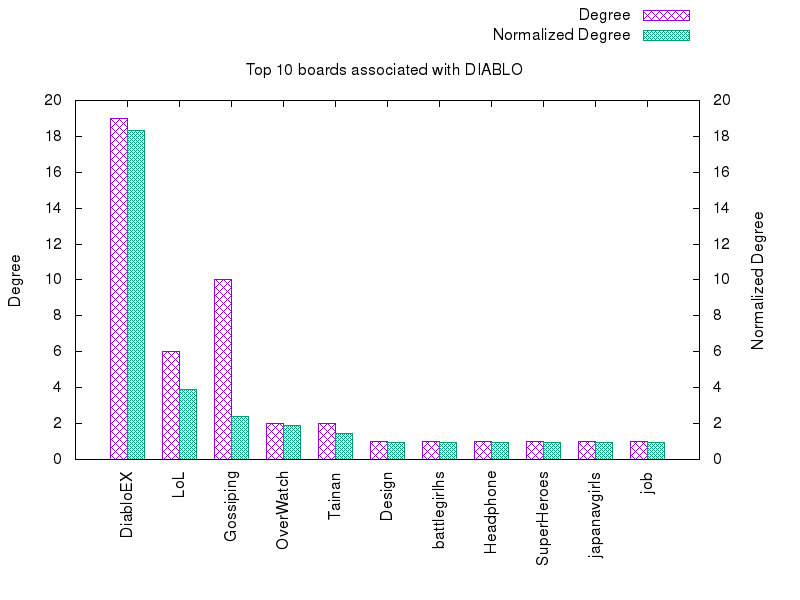 Degree
Normalized Degree
Top 10 boards associated with DIABLO
20
18
16
14
12
10
8
6
4
2
0
Degree
20
18
16
14
12
10
8
6
4
2
0
Normalized Degree
DiabloEX
LoL
Gossiping
OverWatch
Tainan
Design
battlegirlhs
Headphone
SuperHeroes
japanavgirls
job